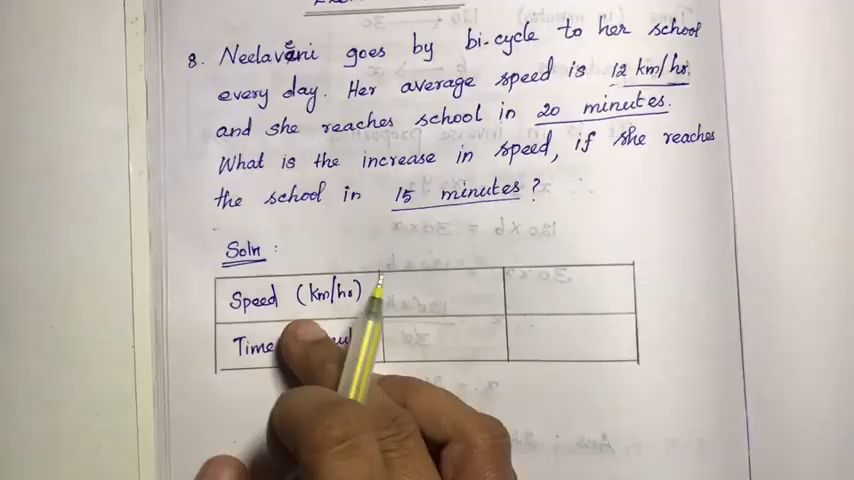 8. Neelaveni goes by bi-cycle to her school
every day. Her average speed is 12 km/hr.
and she reaches school in 20 minutes.
What is the increase in speed, if she reaches
the school in 15 minutes?
Soln :
Speed (km/hr)
Time